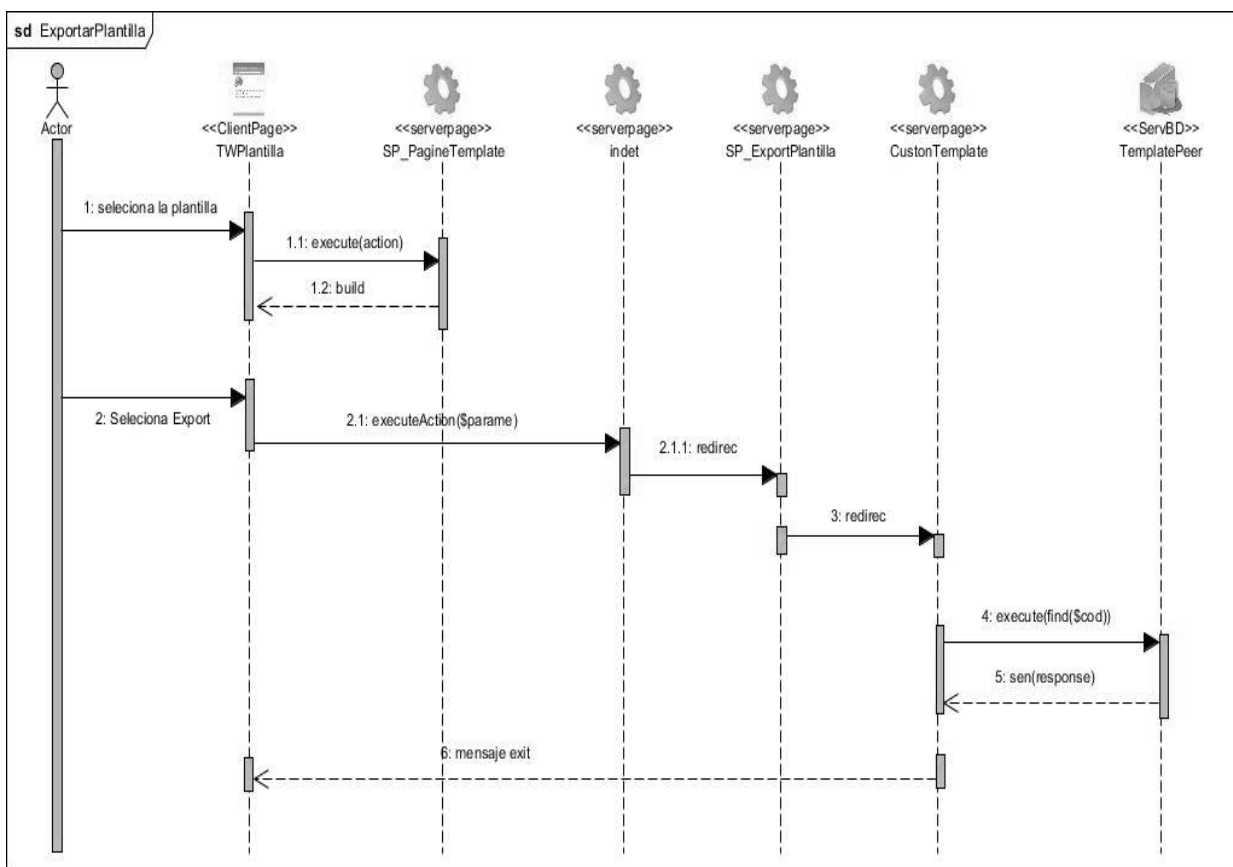 sd ExportarPlantilla
Actor
<<ClientPage>>
TWPlantilla
<<serverpage>>
SP_PagineTemplate
<<serverpage>>
indet
<<serverpage>>
SP_ExportPlantilla
<<serverpage>>
CustonTemplate
<<ServBD>>
TemplatePeer
1: seleciona la plantilla
1.1: execute(action)
1.2: build
2: Seleciona Export
2.1: executeAction($parame)
2.1.1: redirec
3: redirec
4: execute(find($cod))
5: sen(response)
6: mensaje exit